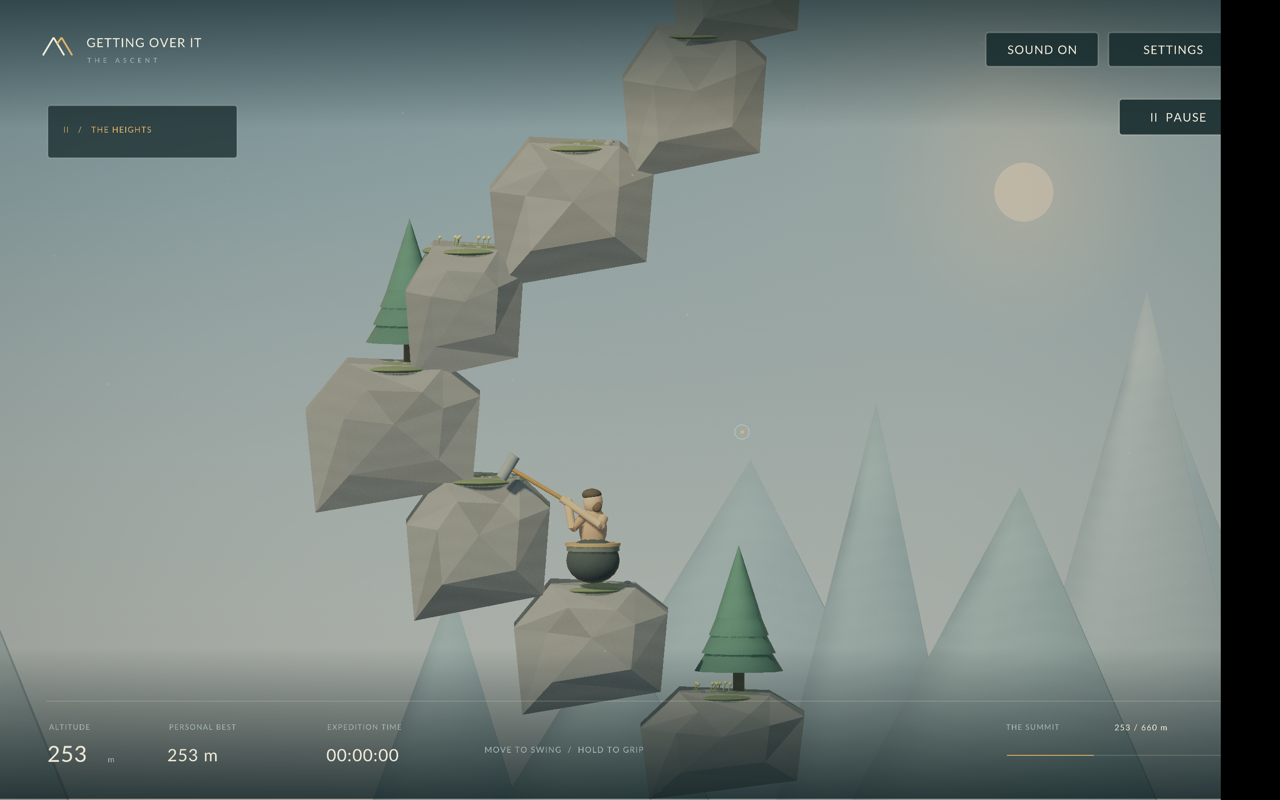 GETTING OVER IT
THE ASCENT
SOUND ON
SETTINGS
II / THE HEIGHTS
II PAUSE
ALTITUDE
253 m
PERSONAL BEST
253 m
EXPEDITION TIME
00:00:00
MOVE TO SWING / HOLD TO GRIP
THE SUMMIT
253 / 660 m